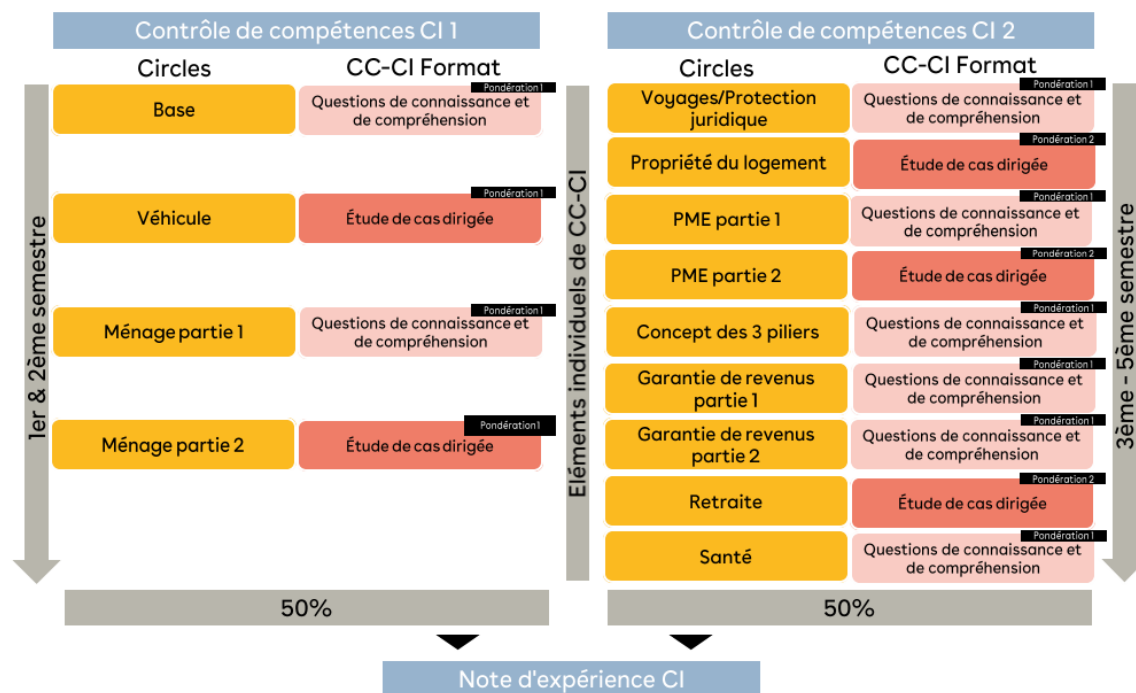 Contrôle de compétences CI 1
Circles
CC-CI Format
1er & 2ème semestre
Base
Pondération 1
Questions de connaissance et
de compréhension
Véhicule
Pondération 1
Étude de cas dirigée
Ménage partie 1
Pondération 1
Questions de connaissance et
de compréhension
Ménage partie 2
Pondération 1
Étude de cas dirigée
50%
Eléments individuels de CC-CI
Contrôle de compétences CI 2
Circles
CC-CI Format
Voyages/Protection
juridique
Pondération 1
Questions de connaissance et
de compréhension
Propriété du logement
Pondération 2
Étude de cas dirigée
PME partie 1
Pondération 1
Questions de connaissance et
de compréhension
PME partie 2
Pondération 2
Étude de cas dirigée
Concept des 3 piliers
Pondération 1
Questions de connaissance et
de compréhension
Garantie de revenus
partie 1
Pondération 1
Questions de connaissance et
de compréhension
Garantie de revenus
partie 2
Pondération 1
Questions de connaissance et
de compréhension
Retraite
Pondération 2
Étude de cas dirigée
Santé
Pondération 1
Questions de connaissance et
de compréhension
3ème - 5ème semestre
50%
Note d'expérience CI